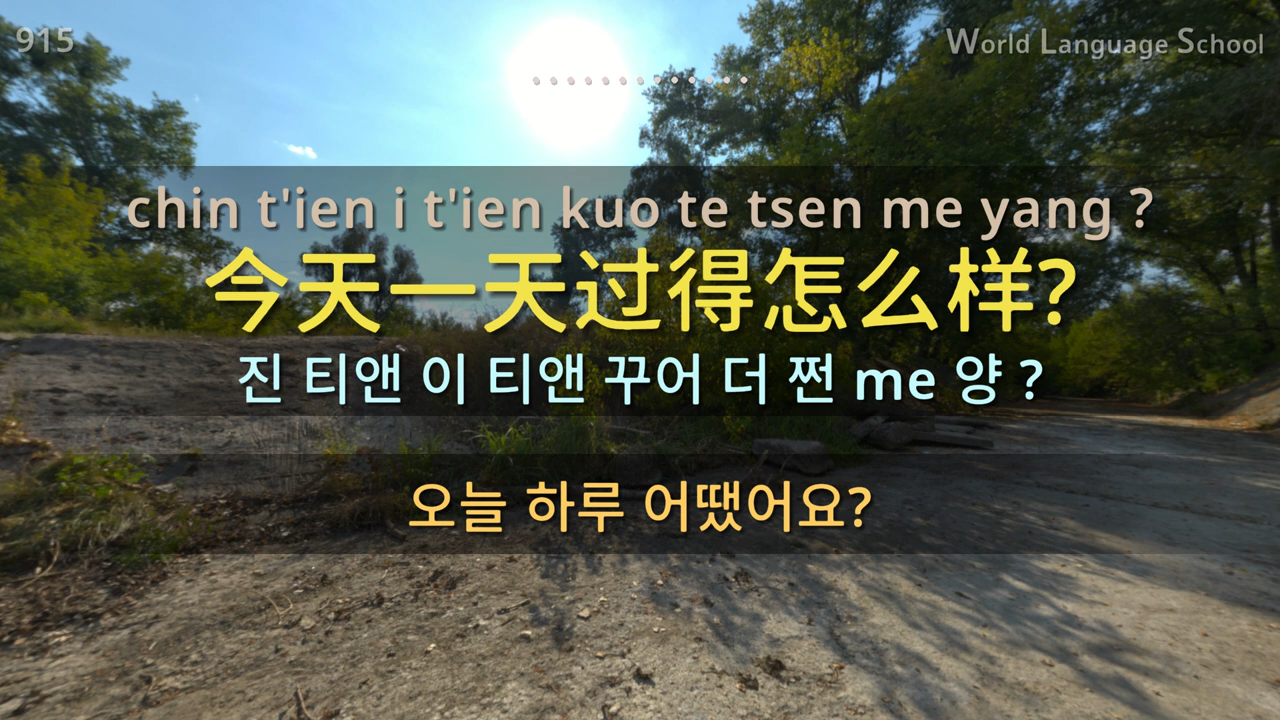 915
World Language School
chin t'ien i t'ien kuo te tsen me yang ?
今天一天过得怎么样?
진 티앤 이 티앤 꾸어 더 쩐 me 양 ?
오늘 하루 어땠어요?